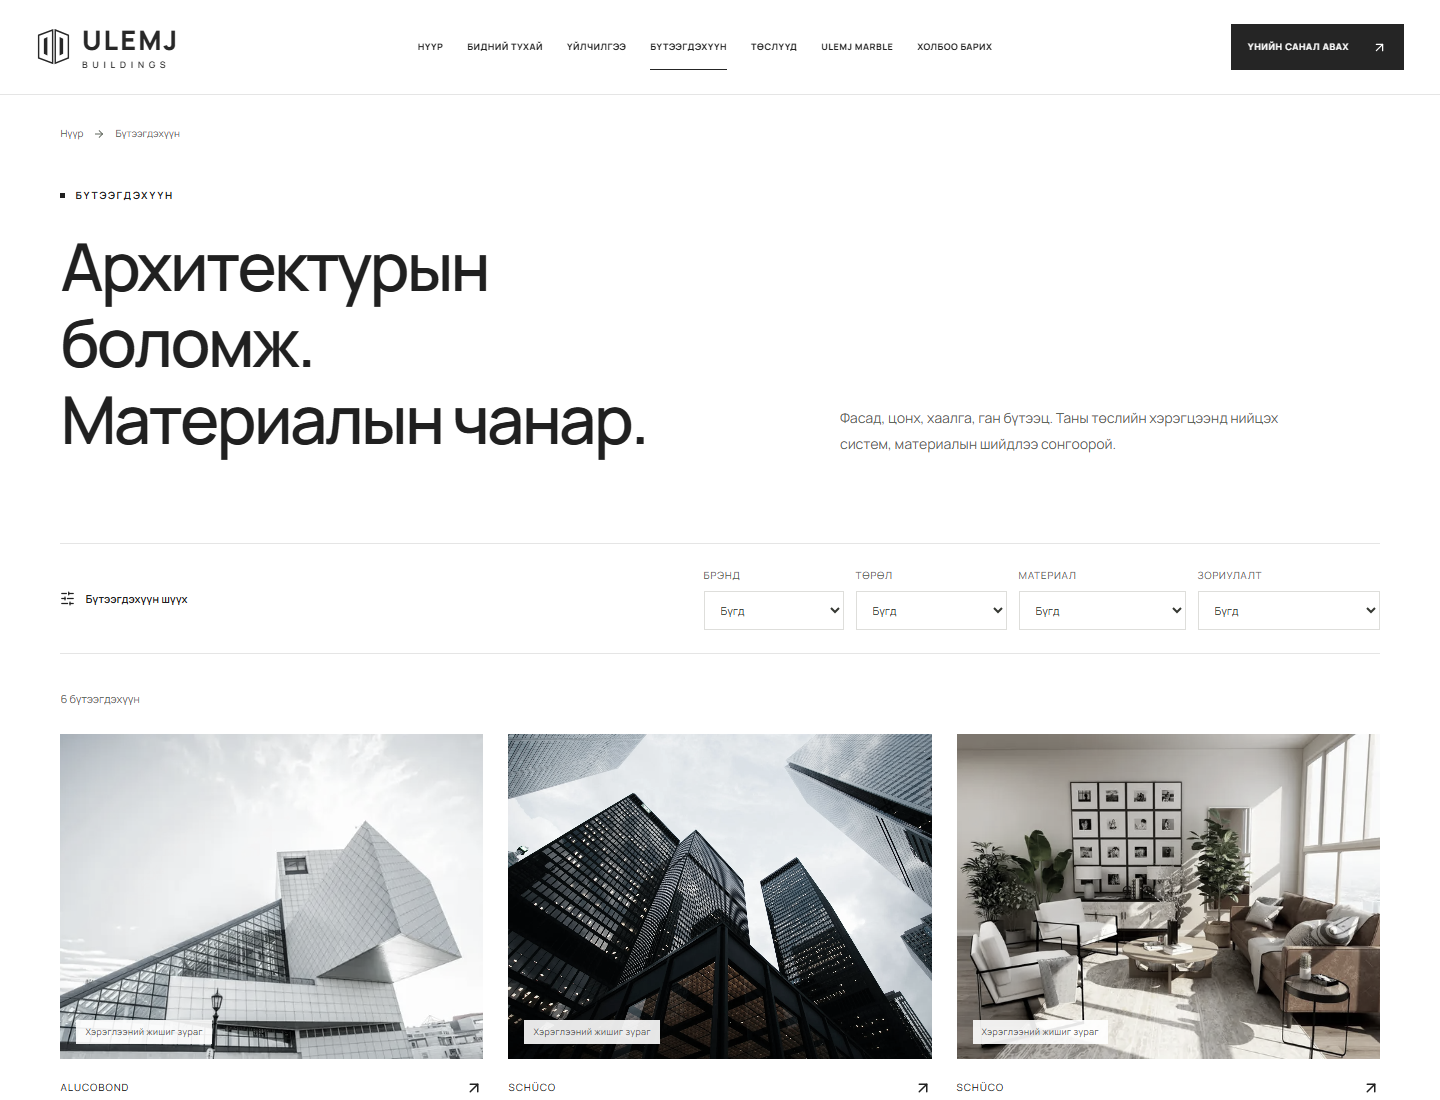 ULEMJ
BUILDINGS
НҮҮР
БИДНИЙ ТУХАЙ
ҮЙЛЧИЛГЭЭ
БҮТЭЭГДЭХҮҮН
ТӨСЛҮҮД
ULEMJ MARBLE
ХОЛБОО БАРИХ
ҮНИЙН САНАЛ АВАХ
Нүүр → Бүтээгдэхүүн
БҮТЭЭГДЭХҮҮН
Архитектурын
боломж.
Материалын чанар.
Фасад, цонх, хаалга, ган бүтээц. Таны төслийн хэрэгцээнд нийцэх
систем, материалын шийдлээ сонгоорой.
Бүтээгдэхүүн шүүх
БРЭНД
ТӨРӨЛ
МАТЕРИАЛ
ЗОРИУЛАЛТ
Бүгд
Бүгд
Бүгд
Бүгд
6 бүтээгдэхүүн
Хэрэглээний жишиг зураг
Хэрэглээний жишиг зураг
Хэрэглээний жишиг зураг
ALUCOBOND
SCHÜCO
SCHÜCO